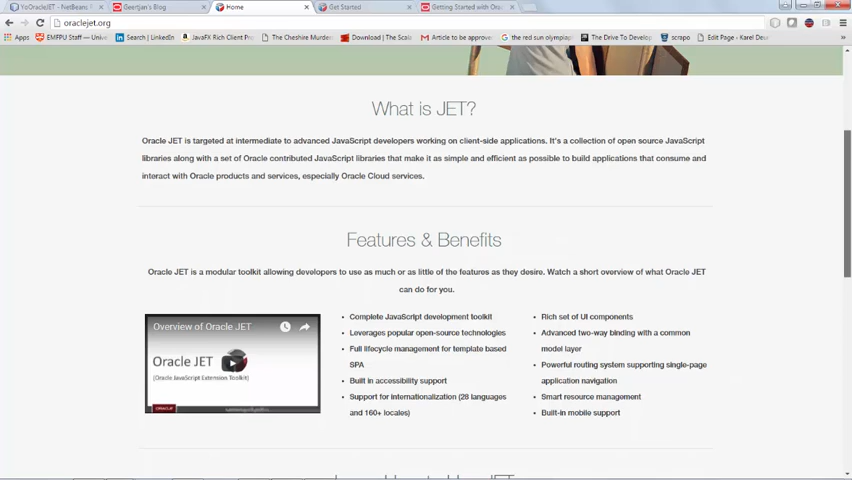 YoOracleJET - NetBeans
Geertjan's Blog
Home
Get Started
Getting Started with Ora
oraclejet.org
Apps
EMFPU Staff — Univ
Search | LinkedIn
JavaFX Rich Client Pr
The Cheshire Murder
Download | The Scala
Article to be approve
the red sun olympiap
The Drive To Develop
scrapo
Edit Page ‹ Karel Deu
What is JET?
Oracle JET is targeted at intermediate to advanced JavaScript developers working on client-side applications. It's a collection of open source JavaScript
libraries along with a set of Oracle contributed JavaScript libraries that make it as simple and efficient as possible to build applications that consume and
interact with Oracle products and services, especially Oracle Cloud services.
Features & Benefits
Oracle JET is a modular toolkit allowing developers to use as much or as little of the features as they desire. Watch a short overview of what Oracle JET
can do for you.
Overview of Oracle JET
Oracle JET
(Oracle JavaScript Extension Toolkit)
ORACLE
• Complete JavaScript development toolkit
• Leverages popular open-source technologies
• Full lifecycle management for template based
SPA
• Built in accessibility support
• Support for internationalization (28 languages
and 160+ locales)
• Rich set of UI components
• Advanced two-way binding with a common
model layer
• Powerful routing system supporting single-page
application navigation
• Smart resource management
• Built-in mobile support